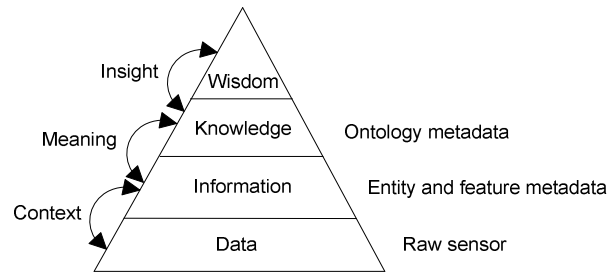 Insight
Wisdom
Meaning
Knowledge
Ontology metadata
Context
Information
Entity and feature metadata
Data
Raw sensor